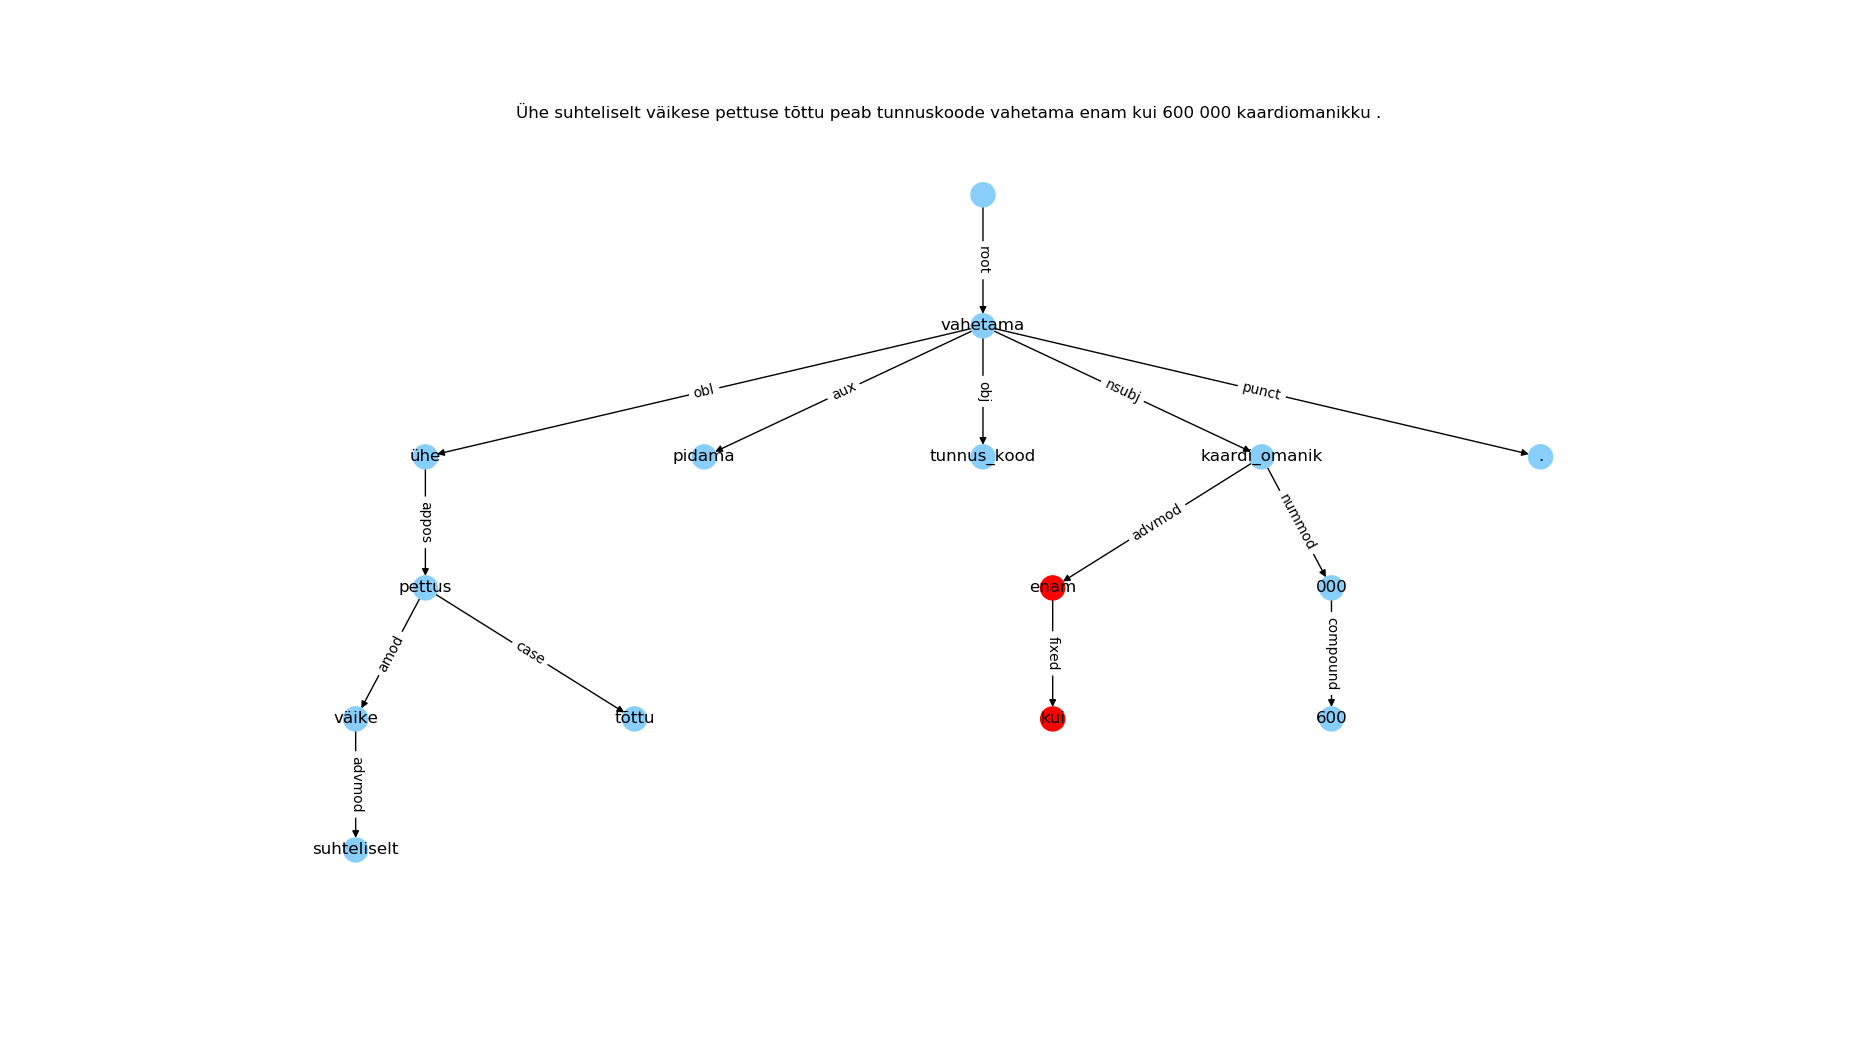 Ühe suhteliselt väikese pettuse tõttu peab tunnuskoode vahetama enam kui 600 000 kaardiomanikku .
root
vahetama
obl
aux
obj
nsubj
punct
ühe
pidama
tunnus_kood
kaardi_omanik
.
appos
advmod
nummod
pettus
enam
000
amod
case
fixed
compound
väike
tõttu
kui
600
advmod
suhteliselt